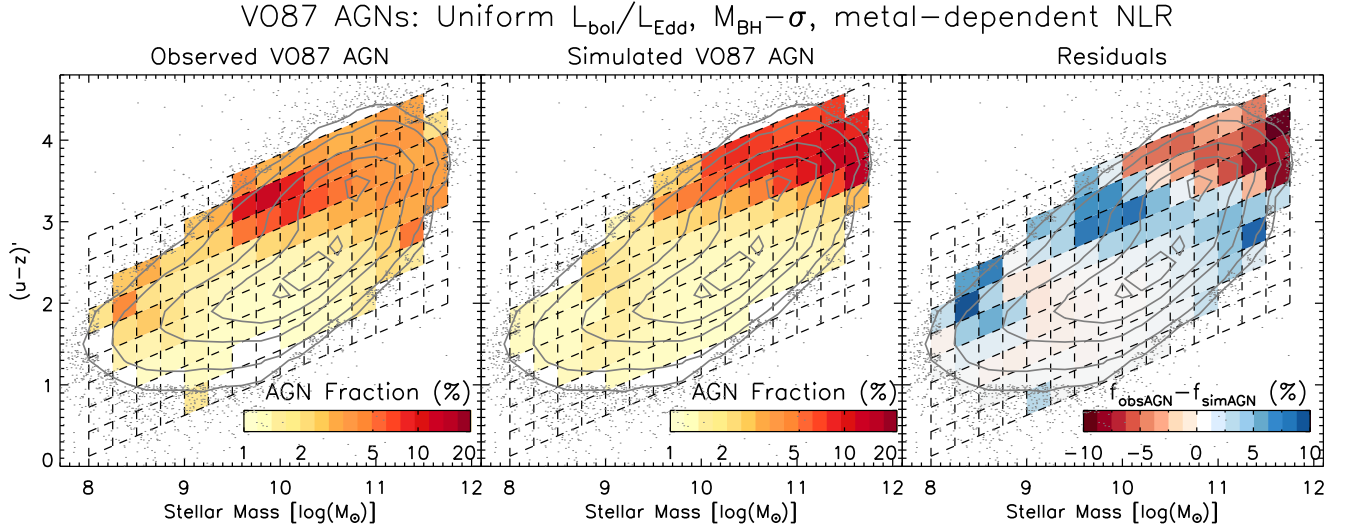 VO87 AGNs: Uniform L_bol/L_Edd, M_BH−σ, metal−dependent NLR
Observed VO87 AGN
Simulated VO87 AGN
Residuals
(u−z)'
4
3
2
1
0
AGN Fraction (%)
1 2 5 10 20
AGN Fraction (%)
1 2 5 10 20
f_obsAGN−f_simAGN (%)
−10 −5 0 5 10
8 9 10 11
8 9 10 11
8 9 10 11 12
Stellar Mass [log(M_⊙)]
Stellar Mass [log(M_⊙)]
Stellar Mass [log(M_⊙)]